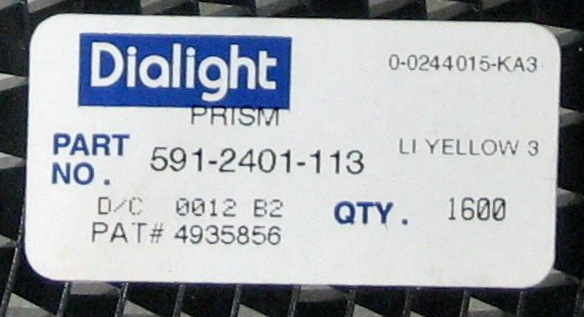 Dialight
0-0244015-KA3
PRISM
PART NO. 591-2401-113 LI YELLOW 3
D/C 0012 B2 QTY. 1600
PAT# 4935856